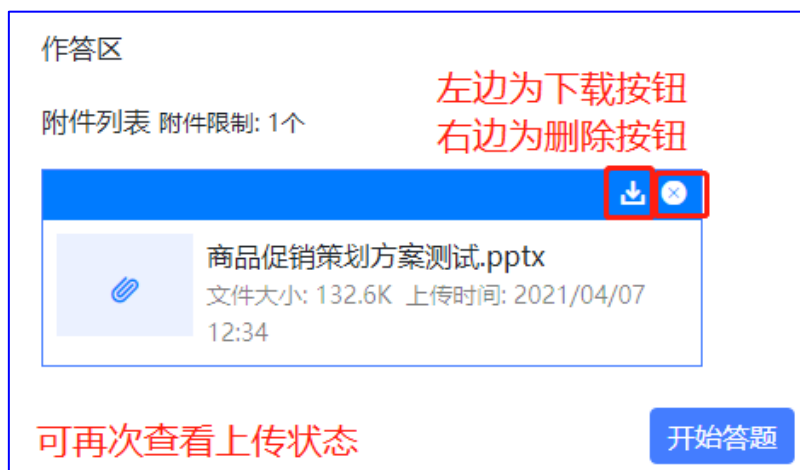 作答区
左边为下载按钮
附件列表 附件限制: 1个
右边为删除按钮
商品促销策划方案测试.pptx
文件大小: 132.6K 上传时间: 2021/04/07
12:34
可再次查看上传状态
开始答题